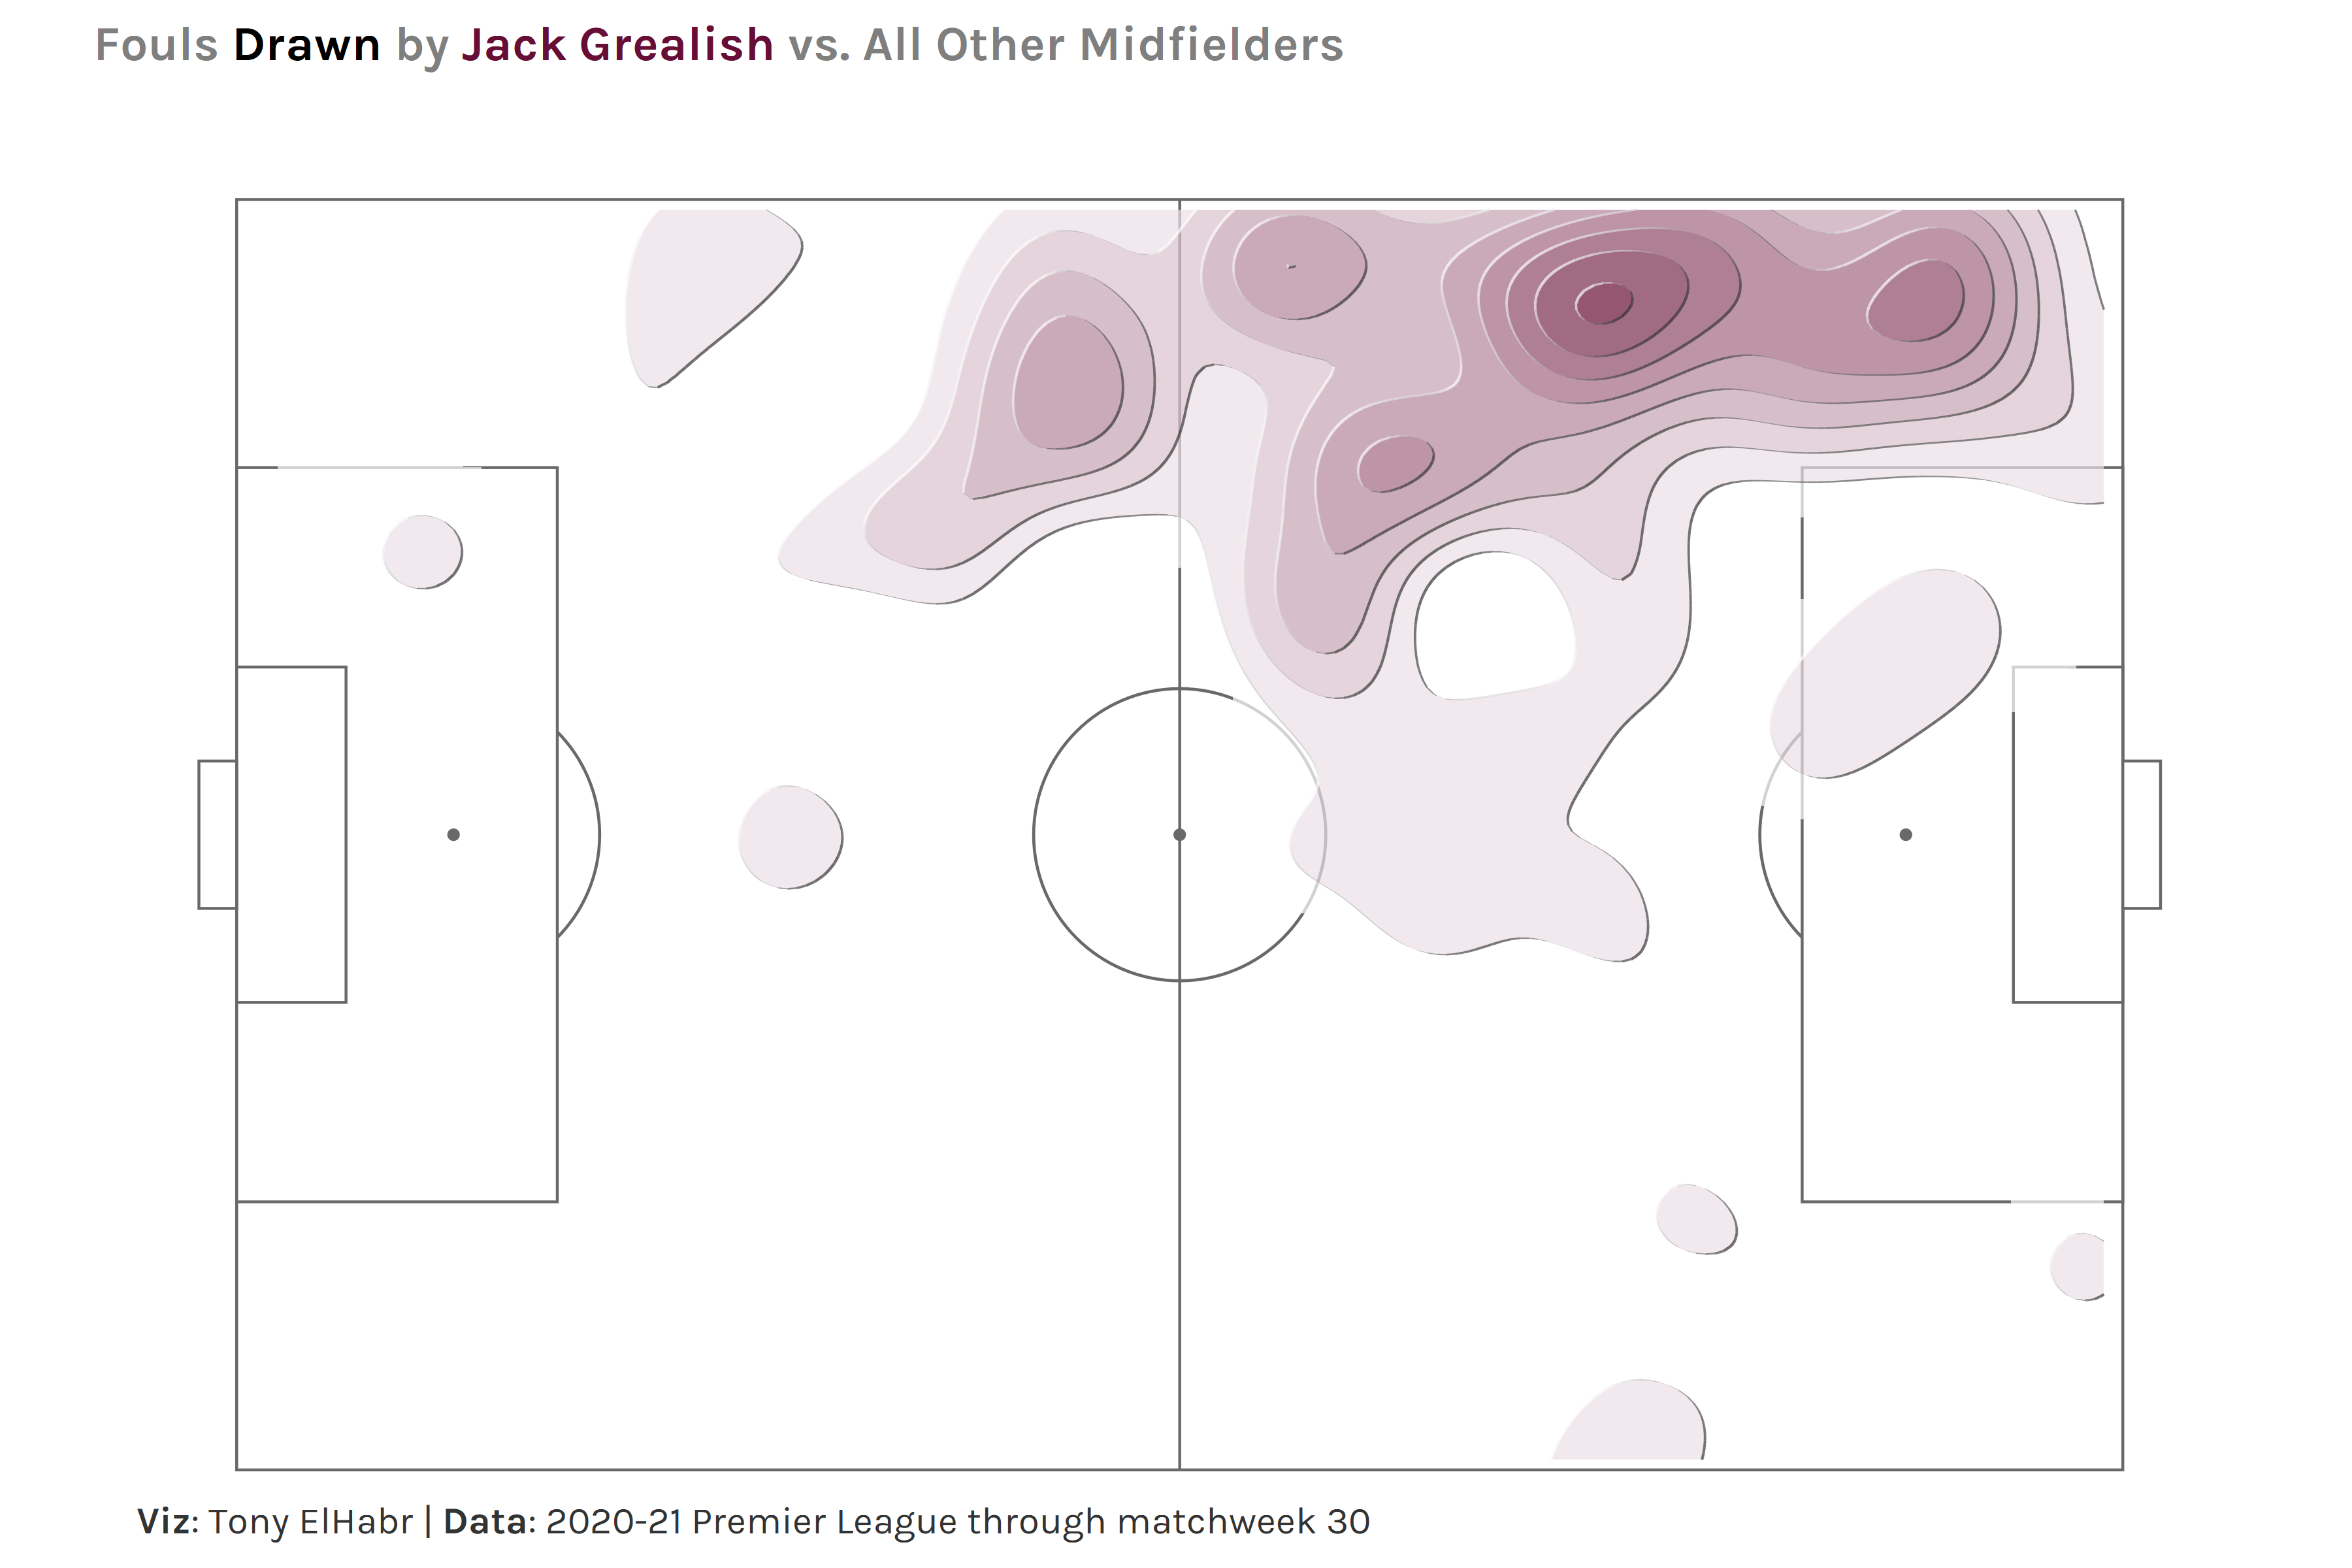 Fouls Drawn by Jack Grealish vs. All Other Midfielders
Viz: Tony ElHabr | Data: 2020-21 Premier League through matchweek 30